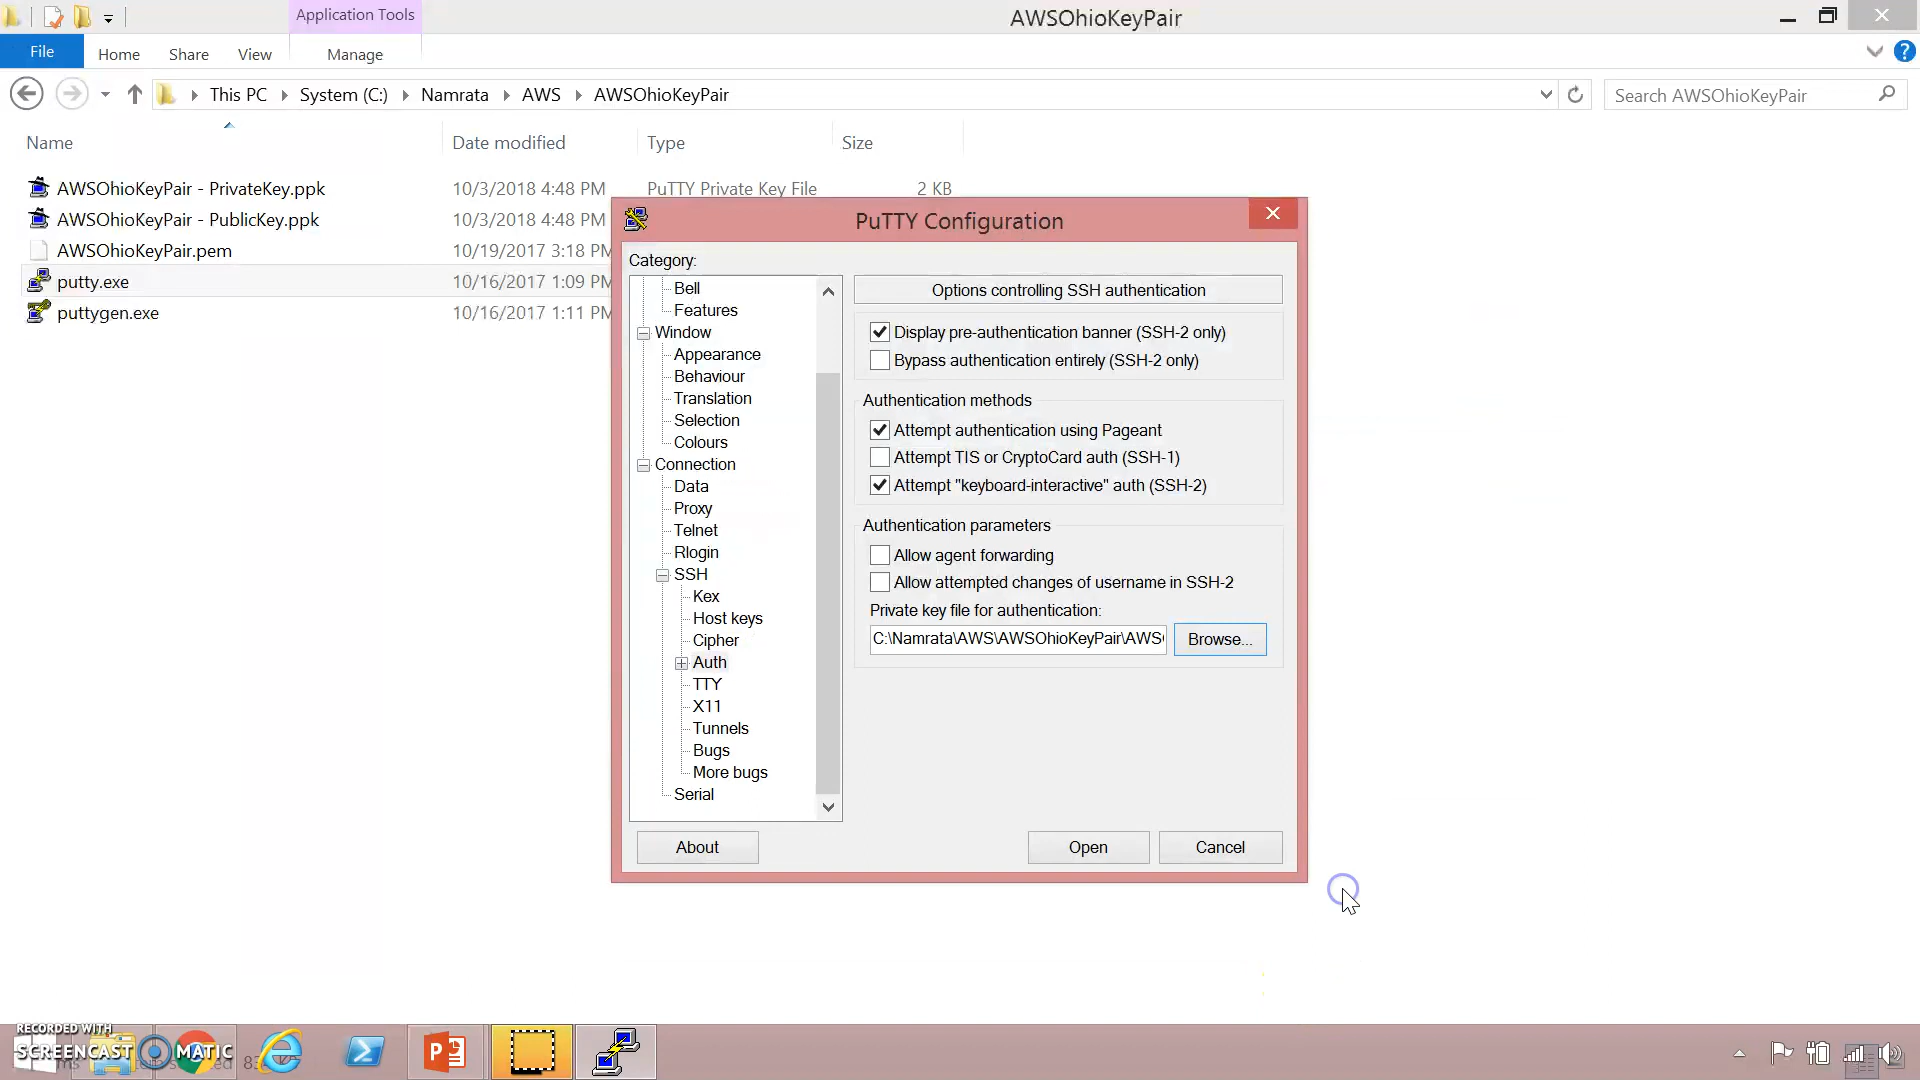 Application Tools
AWSOhioKeyPair
File
Home
Share
View
Manage
This PC
System (C:)
Namrata
AWS
AWSOhioKeyPair
Search AWSOhioKeyPair
Name
Date modified
Type
Size
AWSOhioKeyPair - PrivateKey.ppk
10/3/2018 4:48 PM
PuTTY Private Key File
2 KB
AWSOhioKeyPair - PublicKey.ppk
10/3/2018 4:48 PM
AWSOhioKeyPair.pem
10/19/2017 3:18 PM
putty.exe
10/16/2017 1:09 PM
puttygen.exe
10/16/2017 1:11 PM
PuTTY Configuration
Category:
Bell
Features
Window
Appearance
Behaviour
Translation
Selection
Colours
Connection
Data
Proxy
Telnet
Rlogin
SSH
Kex
Host keys
Cipher
Auth
TTY
X11
Tunnels
Bugs
More bugs
Serial
Options controlling SSH authentication
Display pre-authentication banner (SSH-2 only)
Bypass authentication entirely (SSH-2 only)
Authentication methods
Attempt authentication using Pageant
Attempt TIS or CryptoCard auth (SSH-1)
Attempt "keyboard-interactive" auth (SSH-2)
Authentication parameters
Allow agent forwarding
Allow attempted changes of username in SSH-2
Private key file for authentication:
C:\Namrata\AWS\AWSOhioKeyPair\AWS
Browse...
About
Open
Cancel
RECORDED WITH
SCREENCAST MATIC